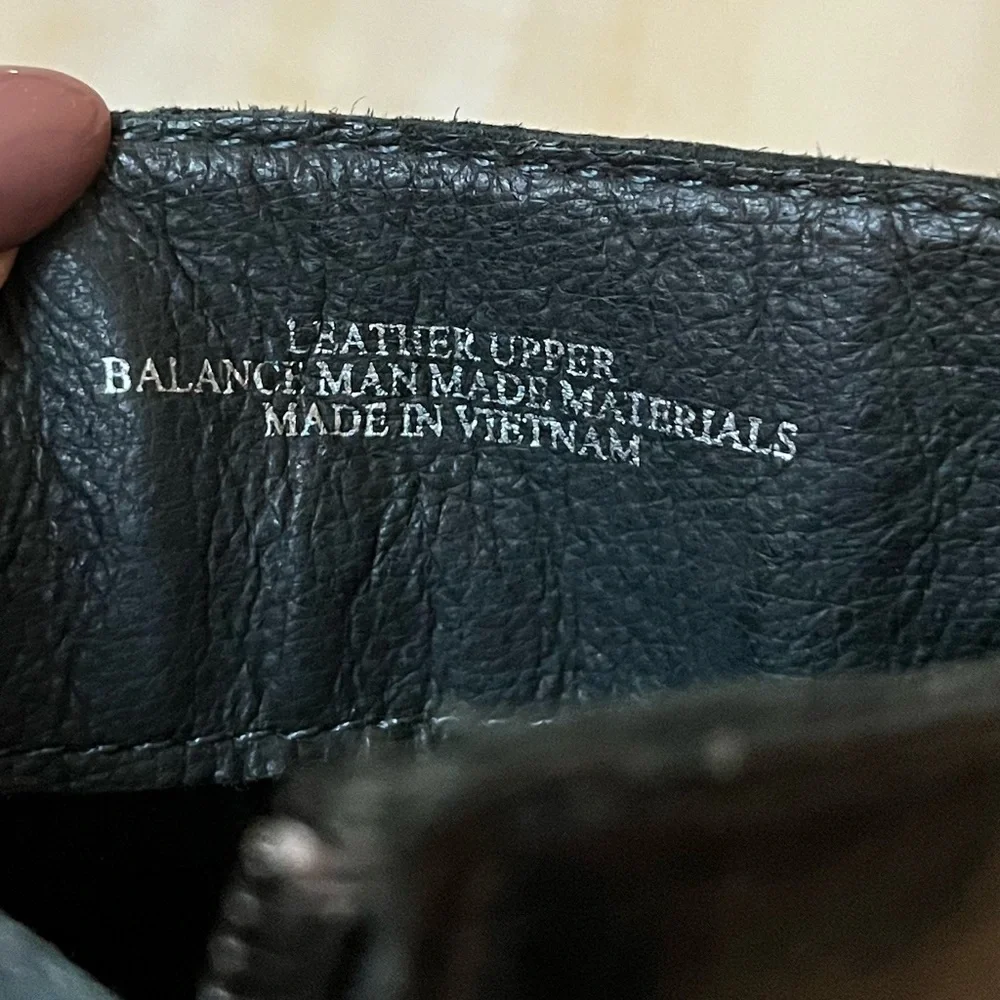 LEATHER UPPER
BALANCE MAN MADE MATERIALS
MADE IN VIETNAM